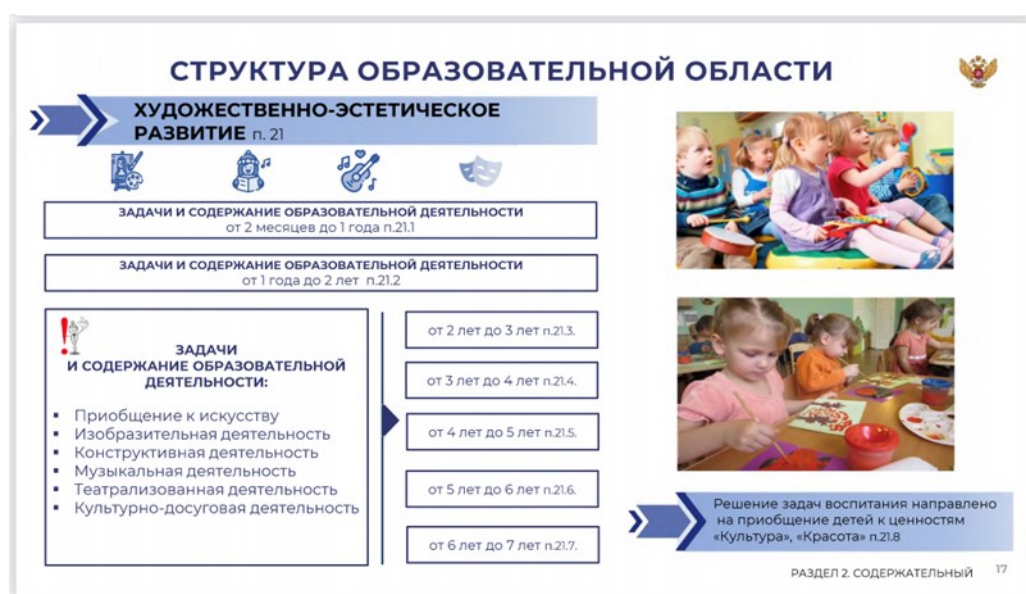 СТРУКТУРА ОБРАЗОВАТЕЛЬНОЙ ОБЛАСТИ
ХУДОЖЕСТВЕННО-ЭСТЕТИЧЕСКОЕ
РАЗВИТИЕ п. 21
ЗАДАЧИ И СОДЕРЖАНИЕ ОБРАЗОВАТЕЛЬНОЙ ДЕЯТЕЛЬНОСТИ
от 2 месяцев до 1 года п.21.1
ЗАДАЧИ И СОДЕРЖАНИЕ ОБРАЗОВАТЕЛЬНОЙ ДЕЯТЕЛЬНОСТИ
от 1 года до 2 лет п.21.2
ЗАДАЧИ
И СОДЕРЖАНИЕ ОБРАЗОВАТЕЛЬНОЙ
ДЕЯТЕЛЬНОСТИ:
▪ Приобщение к искусству
▪ Изобразительная деятельность
▪ Конструктивная деятельность
▪ Музыкальная деятельность
▪ Театрализованная деятельность
▪ Культурно-досуговая деятельность
от 2 лет до 3 лет п.21.3.
от 3 лет до 4 лет п.21.4.
от 4 лет до 5 лет п.21.5.
от 5 лет до 6 лет п.21.6.
от 6 лет до 7 лет п.21.7.
Решение задач воспитания направлено
на приобщение детей к ценностям
«Культура», «Красота» п.21.8
РАЗДЕЛ 2. СОДЕРЖАТЕЛЬНЫЙ 17